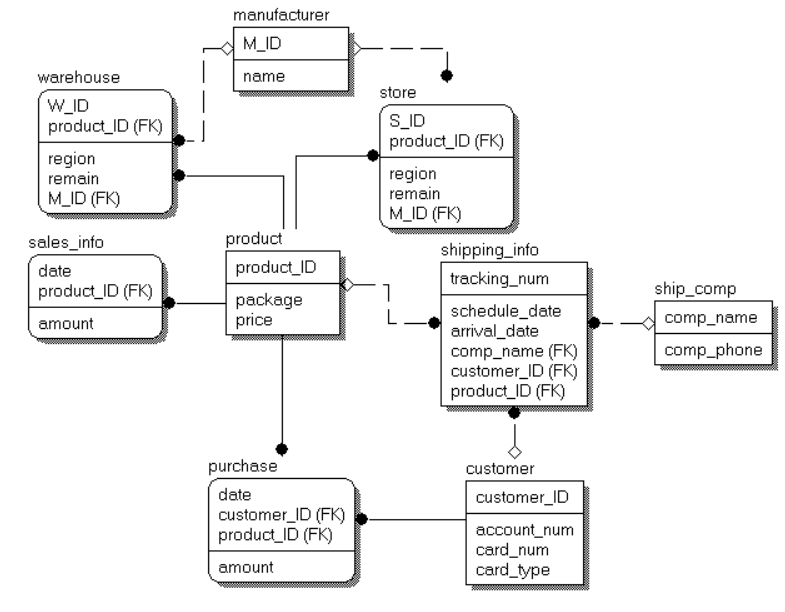 manufacturer
M_ID
name
warehouse
W_ID
product_ID (FK)
region
remain
M_ID (FK)
store
S_ID
product_ID (FK)
region
remain
M_ID (FK)
sales_info
date
product_ID (FK)
amount
product
product_ID
package
price
shipping_info
tracking_num
schedule_date
arrival_date
comp_name (FK)
customer_ID (FK)
product_ID (FK)
ship_comp
comp_name
comp_phone
purchase
date
customer_ID (FK)
product_ID (FK)
amount
customer
customer_ID
account_num
card_num
card_type